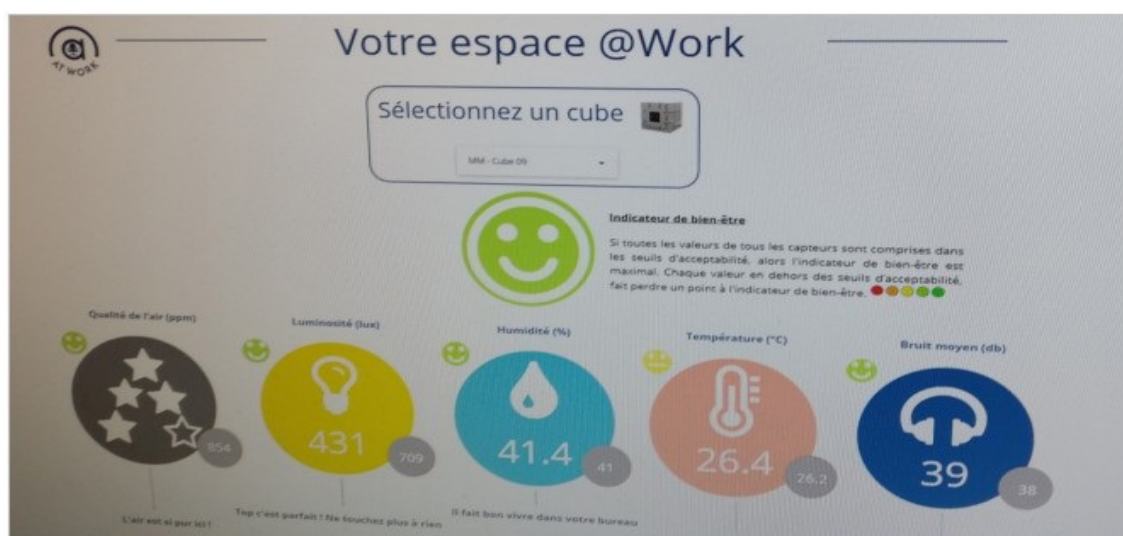 Votre espace @Work
AT WORK
Sélectionnez un cube
MM - Cube 09
Indicateur de bien-être
Si toutes les valeurs de tous les capteurs sont comprises dans
les seuils d'acceptabilité, alors l'indicateur de bien-être est
maximal. Chaque valeur en dehors des seuils d'acceptabilité,
fait perdre un point à l'indicateur de bien-être.
Qualité de l'air (ppm)
854
L'air est si pur ici !
Luminosité (lux)
431
709
Top c'est parfait ! Ne touchez plus à rien
Humidité (%)
41.4
41
Il fait bon vivre dans votre bureau
Température (°C)
26.4
26.2
Bruit moyen (db)
39
38